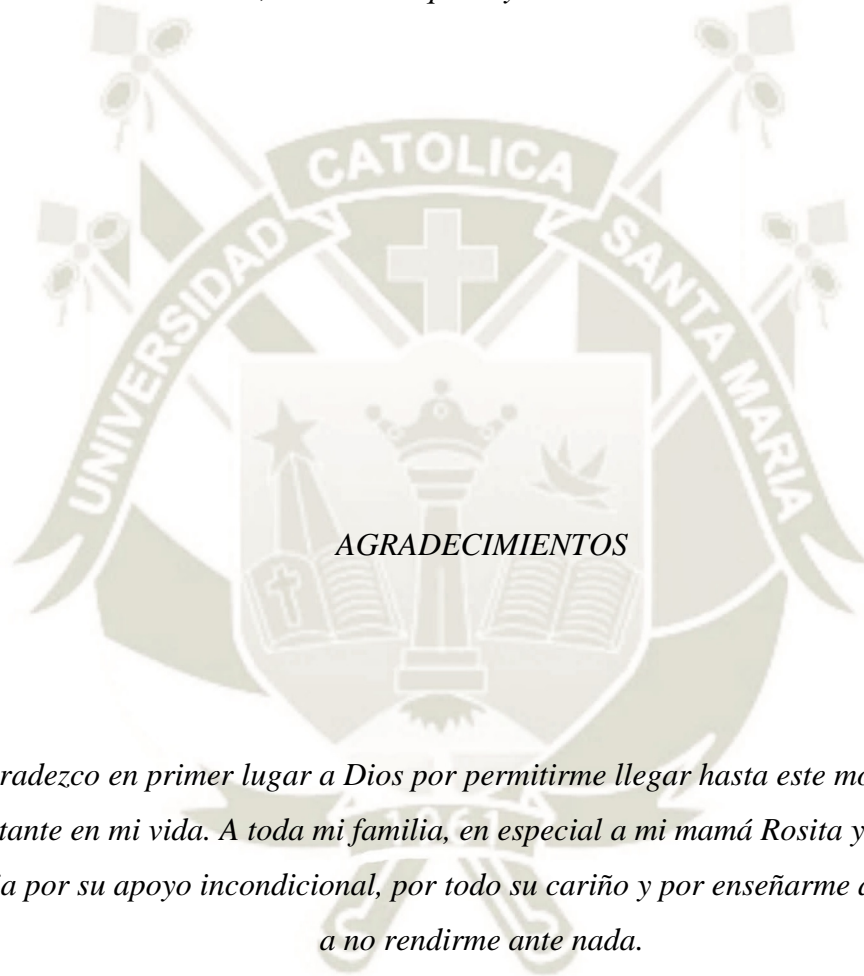 CATOLICA
UNIVERSIDAD
SANTA MARIA
AGRADECIMIENTOS
en primer lugar a Dios por permitirme llegar hasta este
en mi vida. A toda mi familia, en especial a mi mamá Rosita y
por su apoyo incondicional, por todo su cariño y por enseñarme
a no rendirme ante nada.
1961